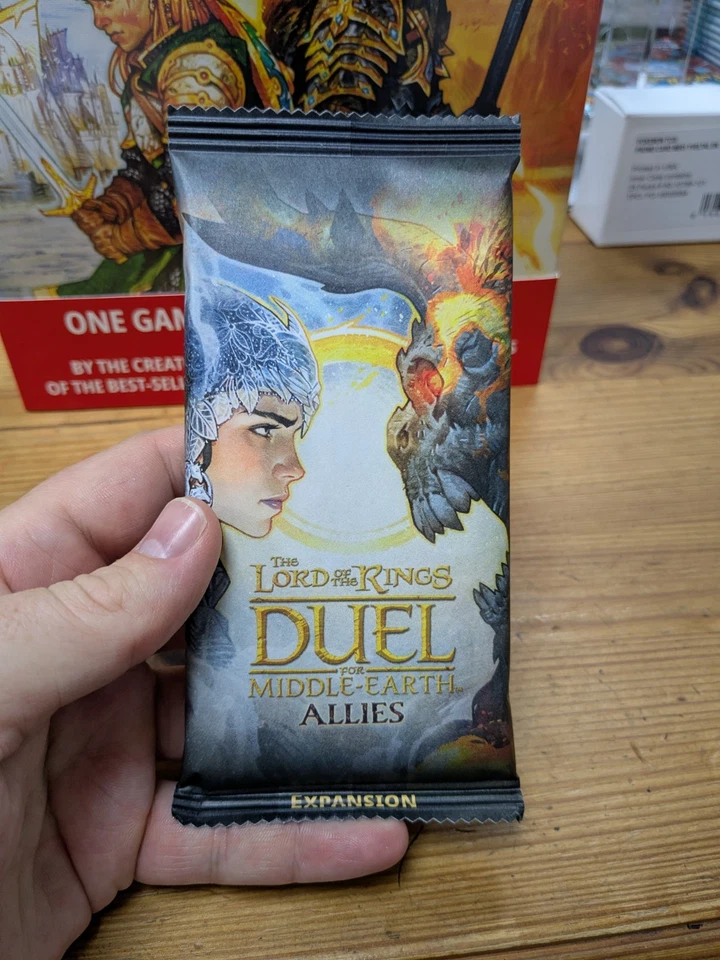 ONE GAM
BY THE CREAT
OF THE BEST-SELL
THE
LORD OF THE RINGS
DUEL
FOR
MIDDLE-EARTH
ALLIES
EXPANSION